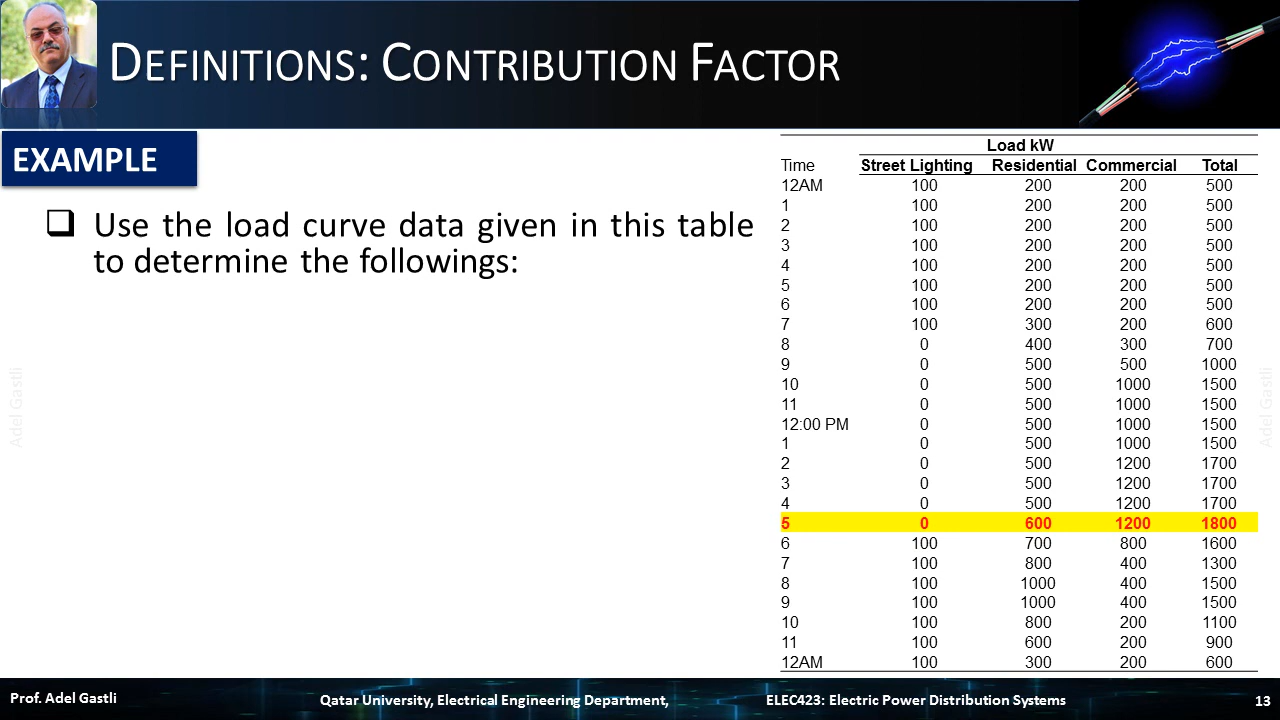 DEFINITIONS: CONTRIBUTION FACTOR
EXAMPLE
Use the load curve data given in this table
to determine the followings:
Load kW
Time Street Lighting Residential Commercial Total
12AM 100 200 200 500
1 100 200 200 500
2 100 200 200 500
3 100 200 200 500
4 100 200 200 500
5 100 200 200 500
6 100 200 200 500
7 100 300 200 600
8 0 400 300 700
9 0 500 500 1000
10 0 500 1000 1500
11 0 500 1000 1500
12:00 PM 0 500 1000 1500
1 0 500 1000 1500
2 0 500 1200 1700
3 0 500 1200 1700
4 0 500 1200 1700
5 0 600 1200 1800
6 100 700 800 1600
7 100 800 400 1300
8 100 1000 400 1500
9 100 1000 400 1500
10 100 800 200 1100
11 100 600 200 900
12AM 100 300 200 600
Adel Gastli
Adel Gastli
Prof. Adel Gastli Qatar University, Electrical Engineering Department, ELEC423: Electric Power Distribution Systems 13